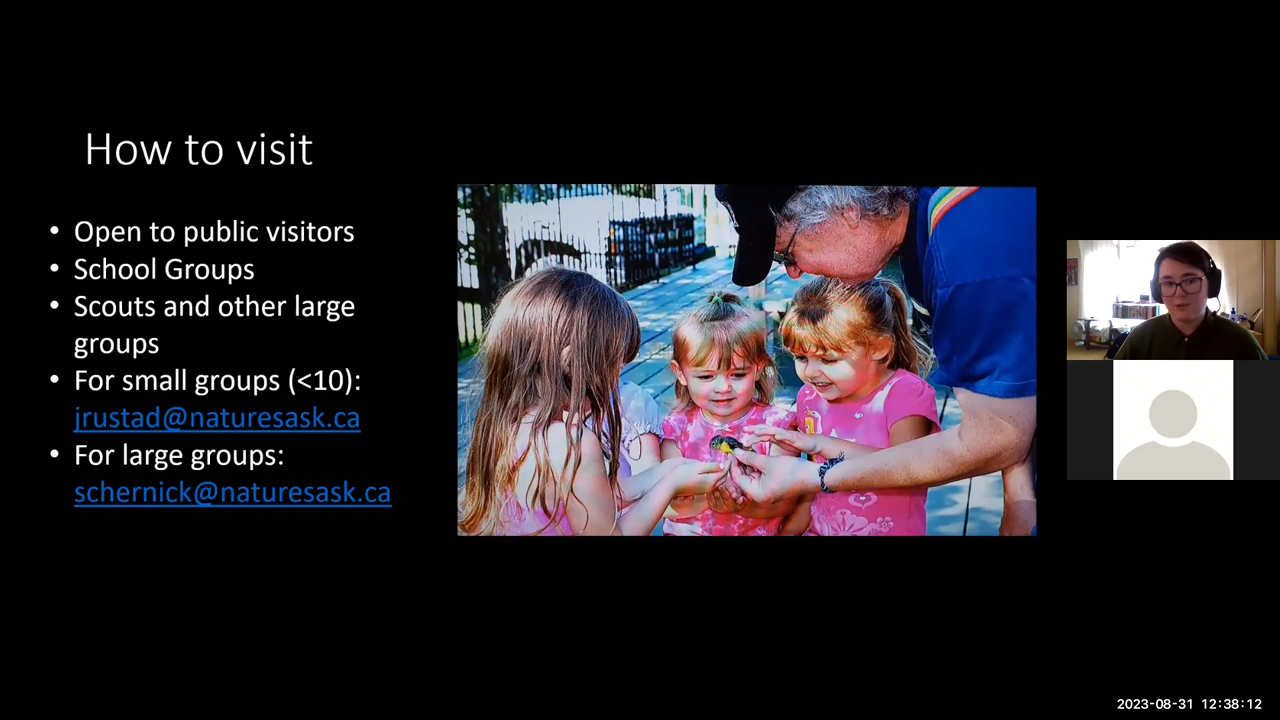 How to visit
• Open to public visitors
• School Groups
• Scouts and other large
groups
• For small groups (<10):
jrustad@naturesask.ca
• For large groups:
schernick@naturesask.ca
2023-08-31 12:38:12